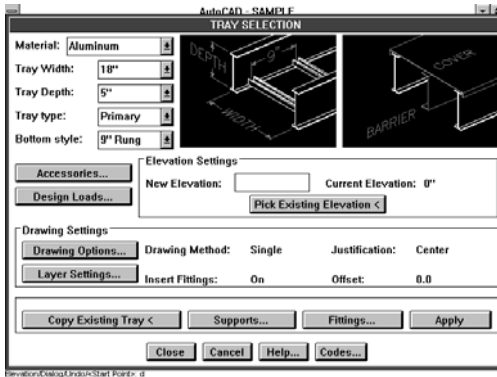 AutoCAD - SAMPLE
TRAY SELECTION
Material: Aluminum
Tray Width: 18"
Tray Depth: 5"
Tray type: Primary
Bottom style: 9" Rung
DEPTH
9"
WIDTH
COVER
BARRIER
Accessories...
Design Loads...
Elevation Settings
New Elevation: Current Elevation: 0"
Pick Existing Elevation <
Drawing Settings
Drawing Options... Drawing Method: Single Justification: Center
Layer Settings... Insert Fittings: On Offset: 0.0
Copy Existing Tray < Supports... Fittings... Apply
Close Cancel Help... Codes...
Elevation/Dialog/Undo/<Start Point>: d